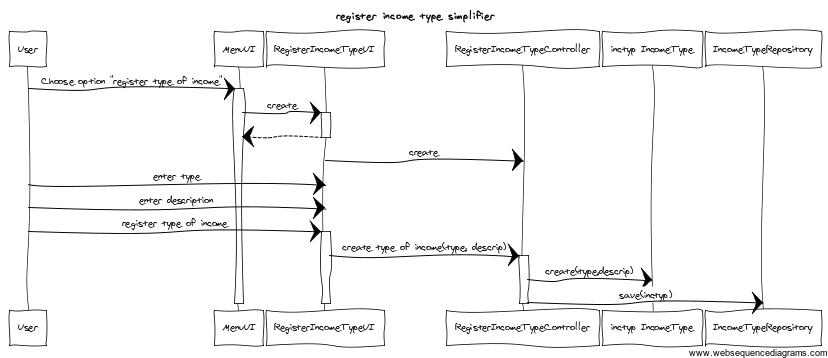 register income type simplifier
User
MenuUI
RegisterIncomeTypeUI
RegisterIncomeTypeController
inctyp IncomeType
IncomeTypeRepository
Choose option "register type of income"
create
create
enter type
enter description
register type of income
create type of income(type, descrip)
create(type,descrip)
save(inctyp)
User
MenuUI
RegisterIncomeTypeUI
RegisterIncomeTypeController
inctyp IncomeType
IncomeTypeRepository
www.websequencediagrams.com